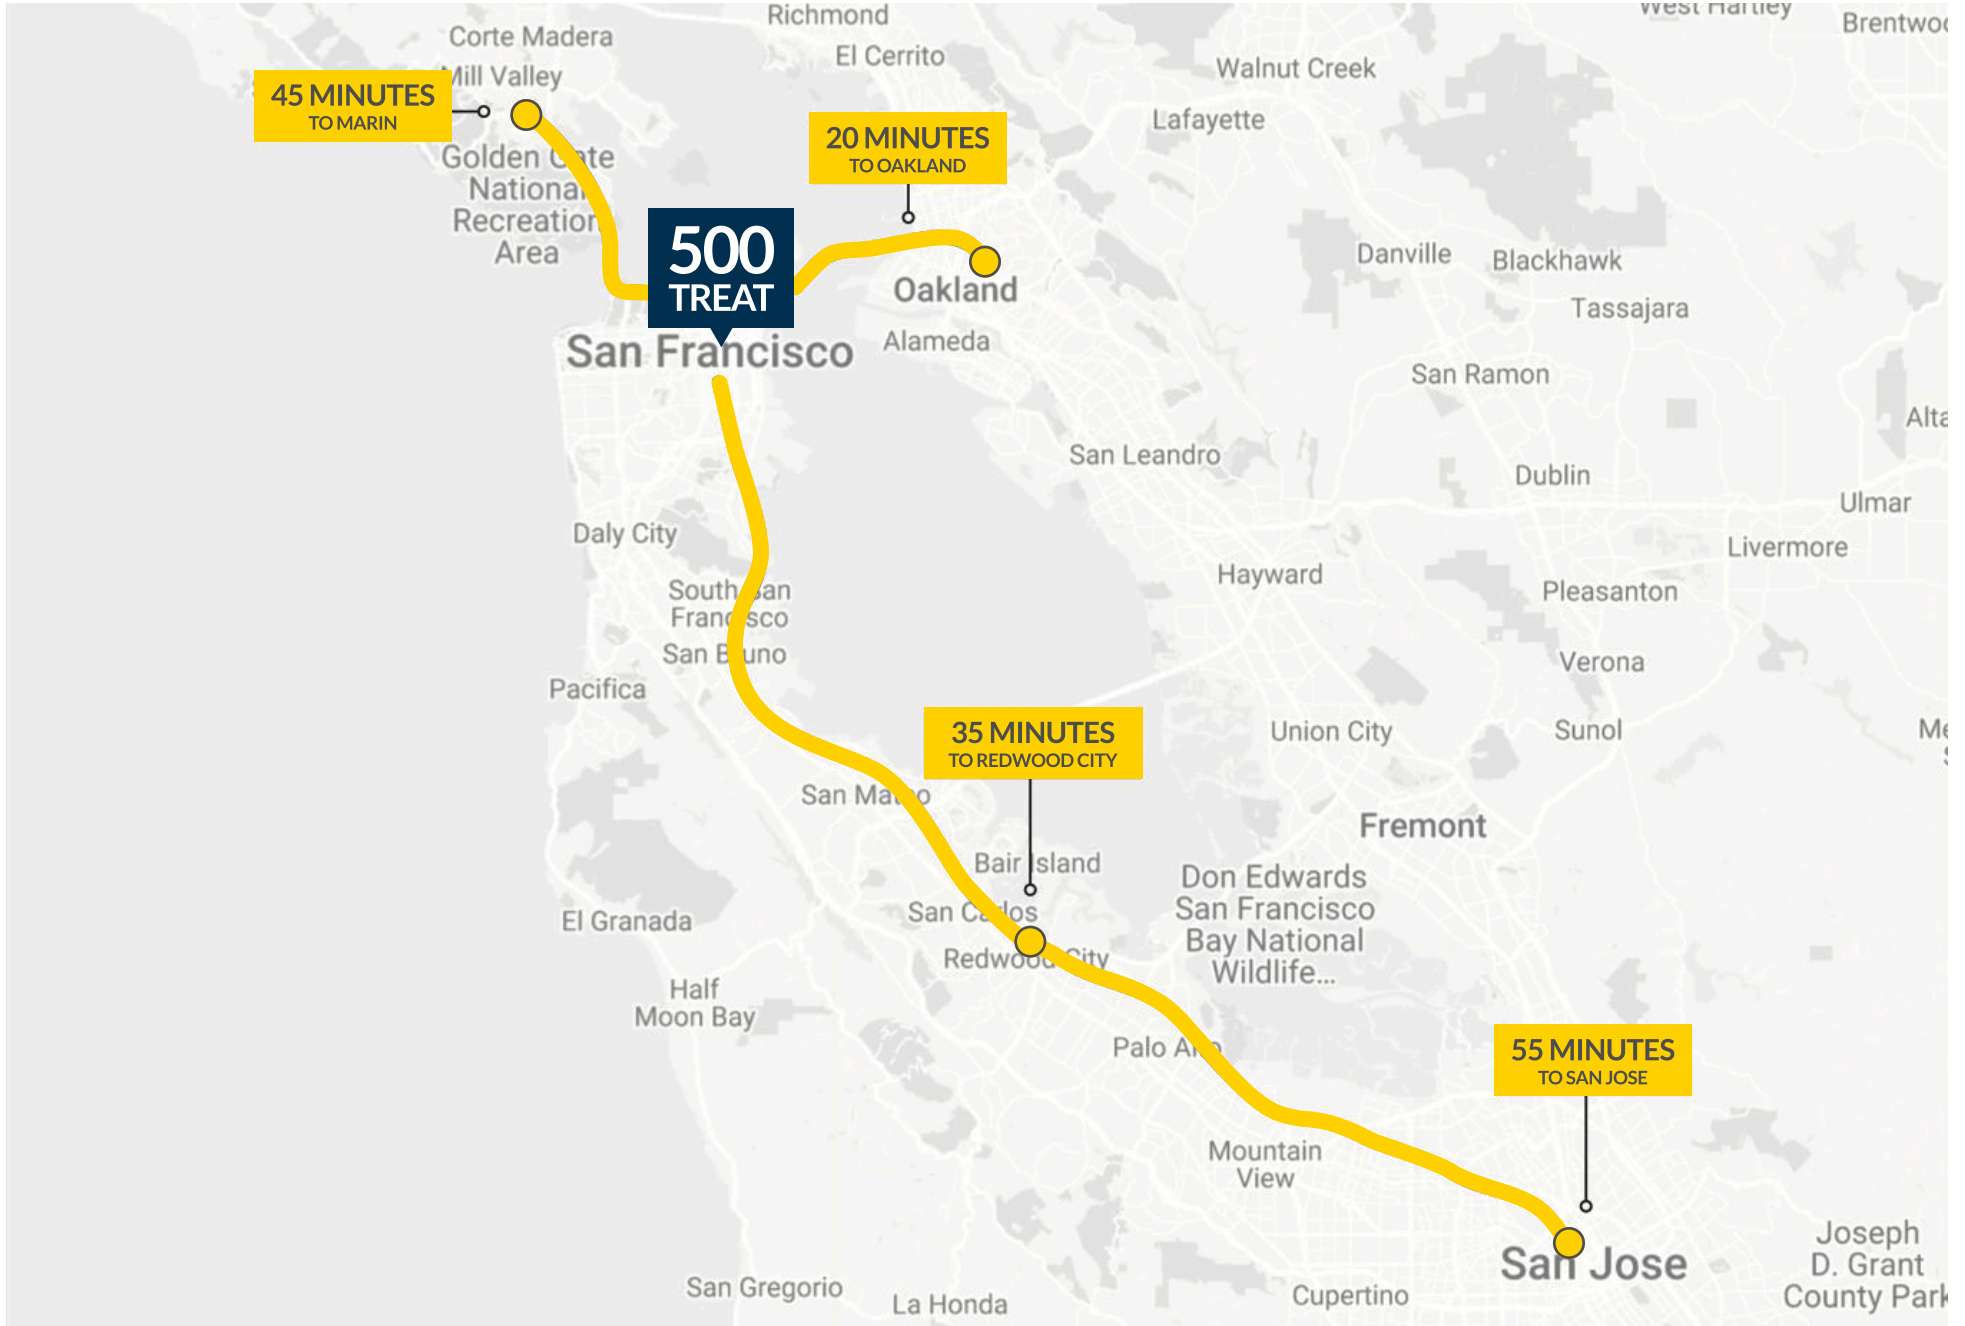 Richmond
West Hartley
Corte Madera
El Cerrito
Mill Valley
Walnut Creek
45 MINUTES
TO MARIN
Lafayette
20 MINUTES
TO OAKLAND
Golden Gate
National
Recreation
Area
500
TREAT
Danville
Blackhawk
Oakland
Tassajara
San Francisco
Alameda
San Ramon
San Leandro
Dublin
Ulmar
Daly City
Livermore
Hayward
South San
Francisco
Pleasanton
San Bruno
Verona
Pacifica
35 MINUTES
TO REDWOOD CITY
Union City
Sunol
San Mateo
Fremont
Bair Island
Don Edwards
San Francisco
Bay National
Wildlife...
San Carlos
El Granada
Redwood City
Half
Moon Bay
Palo Alto
55 MINUTES
TO SAN JOSE
Mountain
View
San Jose
Joseph
D. Grant
County Park
San Gregorio
La Honda
Cupertino